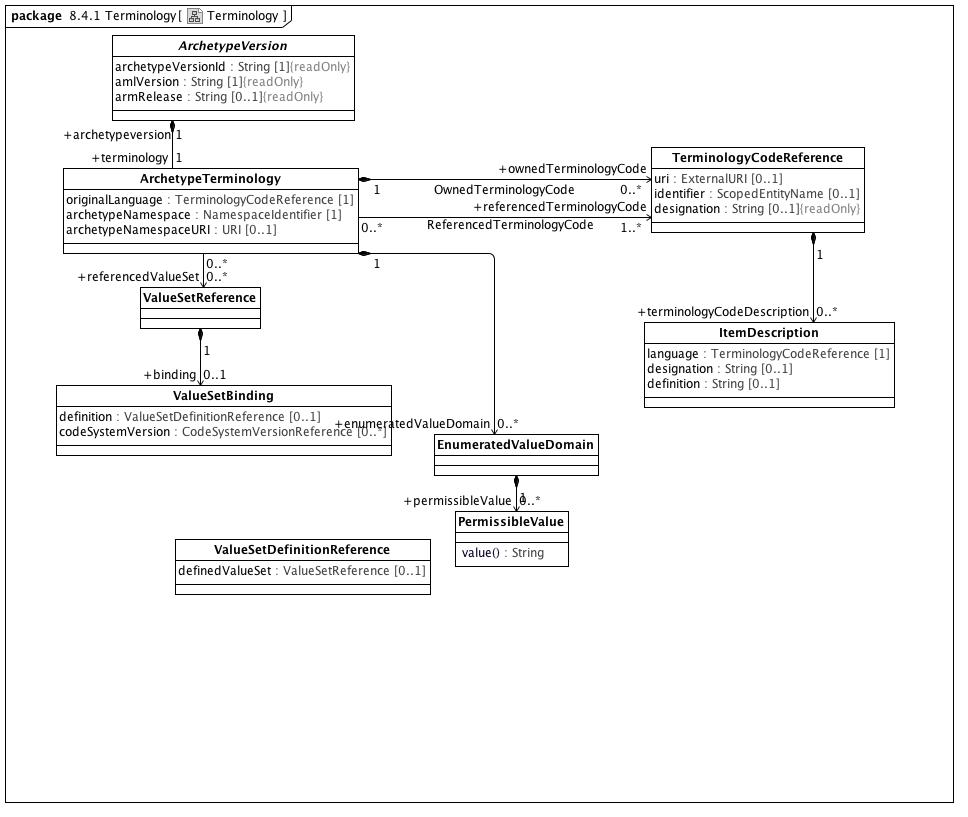 package 8.4.1 Terminology[ Terminology ]
ArchetypeVersion
archetypeVersionId : String [1]{readOnly}
amlVersion : String [1]{readOnly}
armRelease : String [0..1]{readOnly}
+archetypeversion 1
+terminology 1
ArchetypeTerminology
originalLanguage : TerminologyCodeReference [1]
archetypeNamespace : NamespaceIdentifier [1]
archetypeNamespaceURI : URI [0..1]
+ownedTerminologyCode
1 OwnedTerminologyCode 0..*
+referencedTerminologyCode
0..* ReferencedTerminologyCode 1..*
TerminologyCodeReference
uri : ExternalURI [0..1]
identifier : ScopedEntityName [0..1]
designation : String [0..1]{readOnly}
1
+terminologyCodeDescription 0..*
ItemDescription
language : TerminologyCodeReference [1]
designation : String [0..1]
definition : String [0..1]
0..*
+referencedValueSet 0..*
1
ValueSetReference
1
+binding 0..1
ValueSetBinding
definition : ValueSetDefinitionReference [0..1]
codeSystemVersion : CodeSystemVersionReference [0..*]
+enumeratedValueDomain 0..*
EnumeratedValueDomain
1
+permissibleValue 0..*
PermissibleValue
value() : String
ValueSetDefinitionReference
definedValueSet : ValueSetReference [0..1]